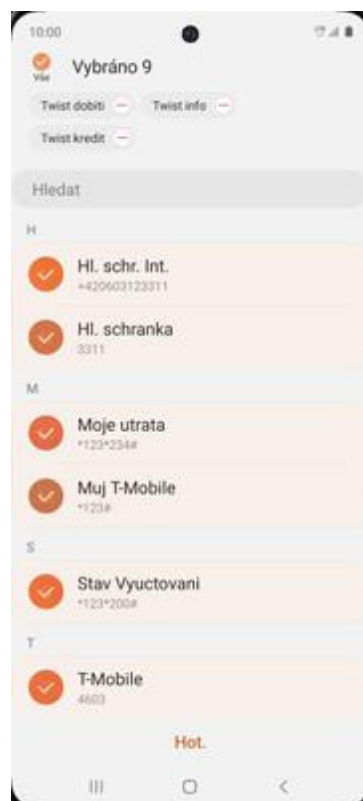 10:00
Vše
Vybráno 9
Twist dobití
Twist info
Twist kredit
Hledat
H
Hl. schr. Int.
+420603123311
Hl. schranka
3311
M
Moje utrata
*123*234#
Muj T-Mobile
*123#
S
Stav Vyuctovani
*123*200#
T
T-Mobile
4603
Hot.